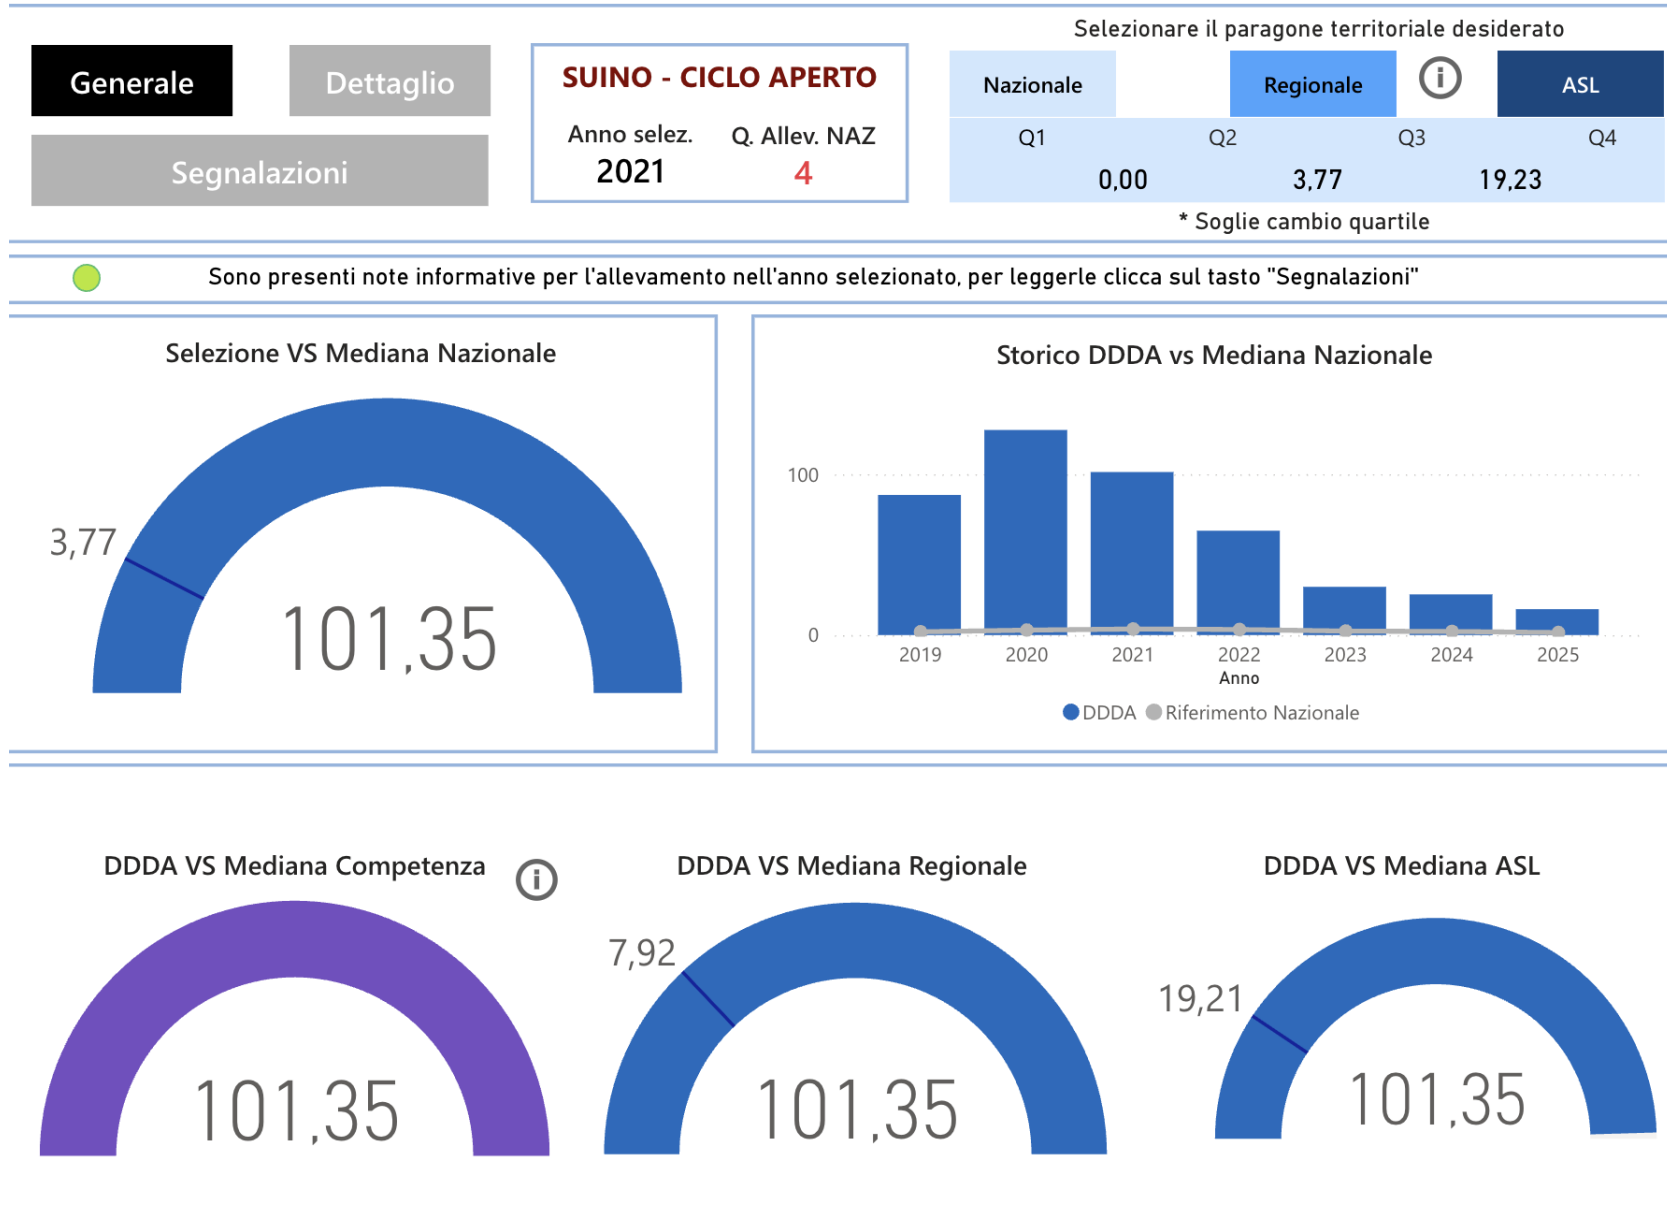 Selezionare il paragone territoriale desiderato
Generale
Dettaglio
Segnalazioni
SUINO - CICLO APERTO
Anno selez. Q. Allev. NAZ
2021 4
Nazionale Regionale ASL
Q1 Q2 Q3 Q4
0,00 3,77 19,23
* Soglie cambio quartile
Sono presenti note informative per l'allevamento nell'anno selezionato, per leggerle clicca sul tasto "Segnalazioni"
Selezione VS Mediana Nazionale
3,77
101,35
Storico DDDA vs Mediana Nazionale
100
0
2019 2020 2021 2022 2023 2024 2025
Anno
DDDA Riferimento Nazionale
DDDA VS Mediana Competenza
101,35
DDDA VS Mediana Regionale
7,92
101,35
DDDA VS Mediana ASL
19,21
101,35